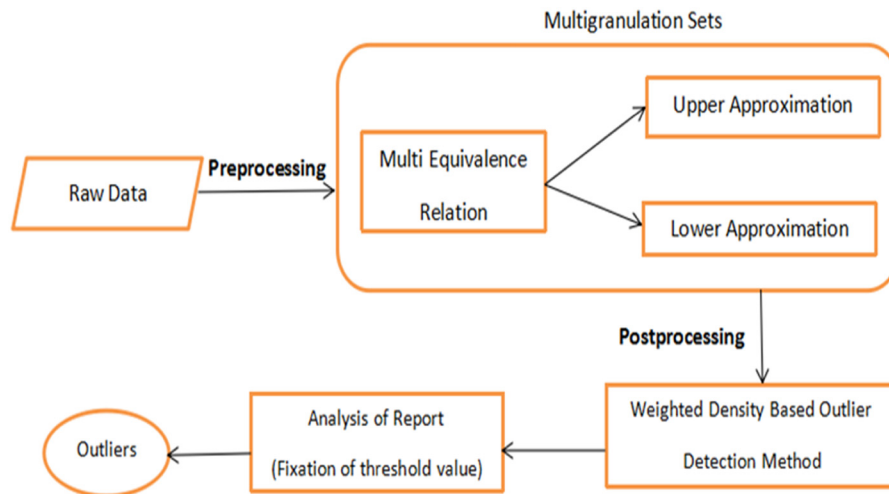 Multigranulation Sets
Upper Approximation
Multi Equivalence
Relation
Preprocessing
Raw Data
Lower Approximation
Postprocessing
Weighted Density Based Outlier
Detection Method
Analysis of Report
(Fixation of threshold value)
Outliers